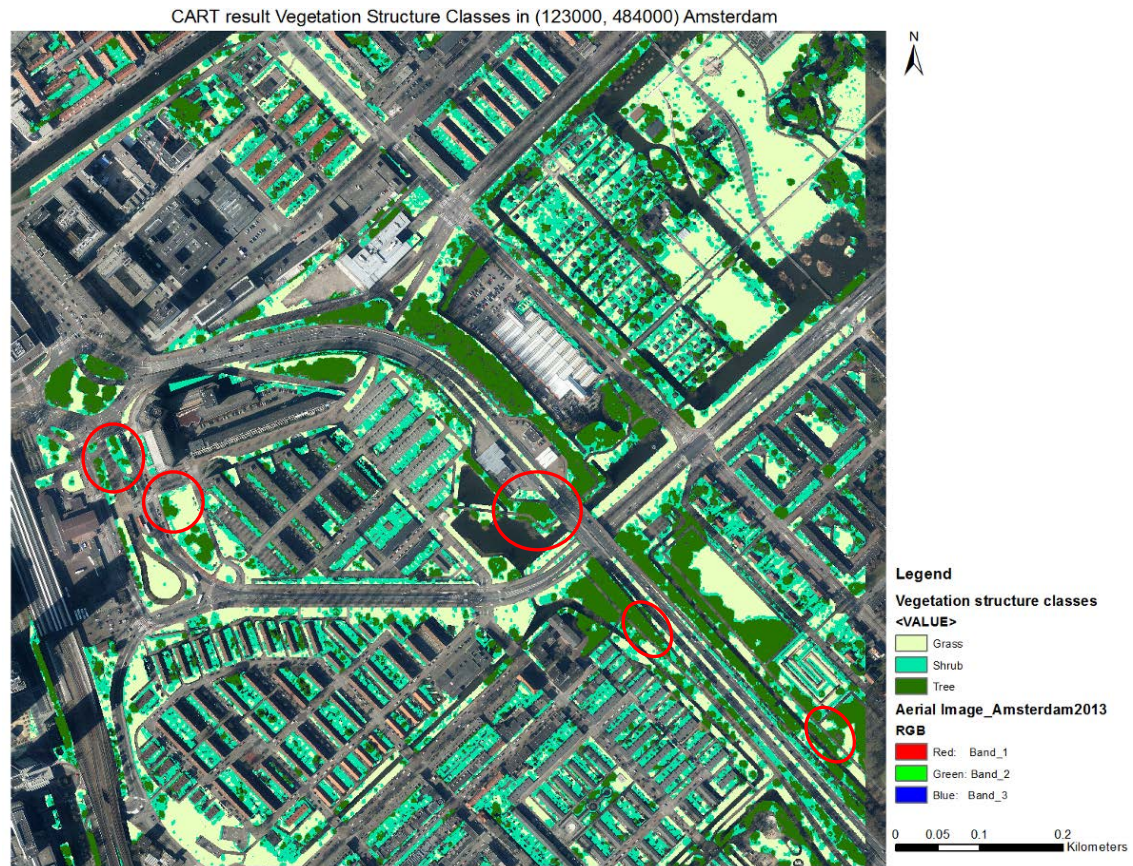 CART result Vegetation Structure Classes in (123000, 484000) Amsterdam
N
Legend
Vegetation structure classes
<VALUE>
Grass
Shrub
Tree
Aerial Image_Amsterdam2013
RGB
Red: Band_1
Green: Band_2
Blue: Band_3
0 0.05 0.1 0.2
Kilometers